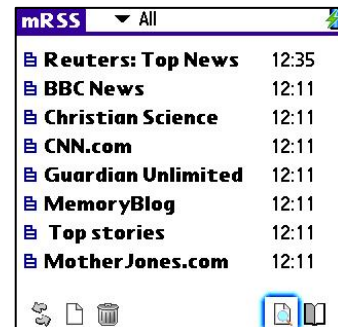 mRSS All
Reuters: Top News 12:35
BBC News 12:11
Christian Science 12:11
CNN.com 12:11
Guardian Unlimited 12:11
MemoryBlog 12:11
Top stories 12:11
MotherJones.com 12:11